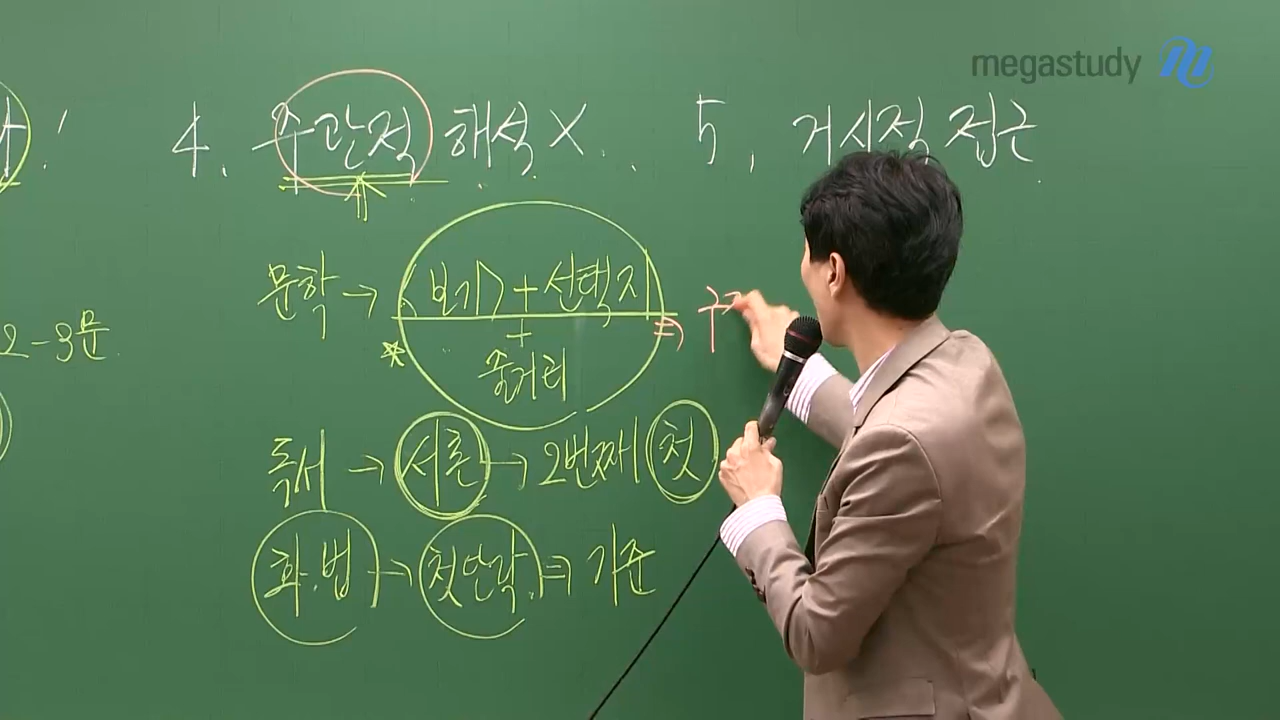 megastudy
! 4. 주관적 해석 X. 5. 거시적 접근
문학 → <보기> + 선택지
+
줄거리 ⇒
2-3문
독서 → 서론 → 2번째 첫
화.법 → 첫단락 ⇒ 기준